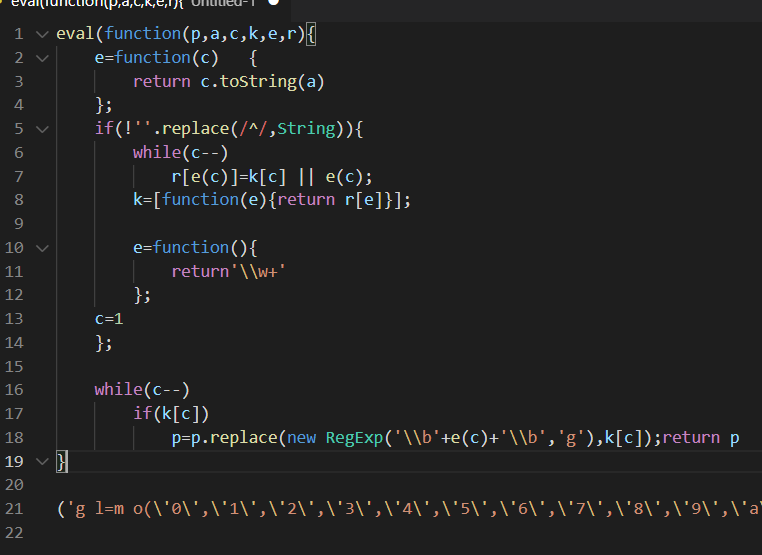 eval(function(p,a,c,k,e,r){ Untitled-1
1 eval(function(p,a,c,k,e,r){
2     e=function(c)   {
3         return c.toString(a)
4     };
5     if(!''.replace(/^/,String)){
6         while(c--)
7             r[e(c)]=k[c] || e(c);
8         k=[function(e){return r[e]}];
9
10         e=function(){
11             return'\\w+'
12         };
13     c=1
14     };
15
16     while(c--)
17         if(k[c])
18             p=p.replace(new RegExp('\\b'+e(c)+'\\b','g'),k[c]);return p
19 }
20
21 ('g l=m o(\'0\',\'1\',\'2\',\'3\',\'4\',\'5\',\'6\',\'7\',\'8\',\'9\',\'a\
22